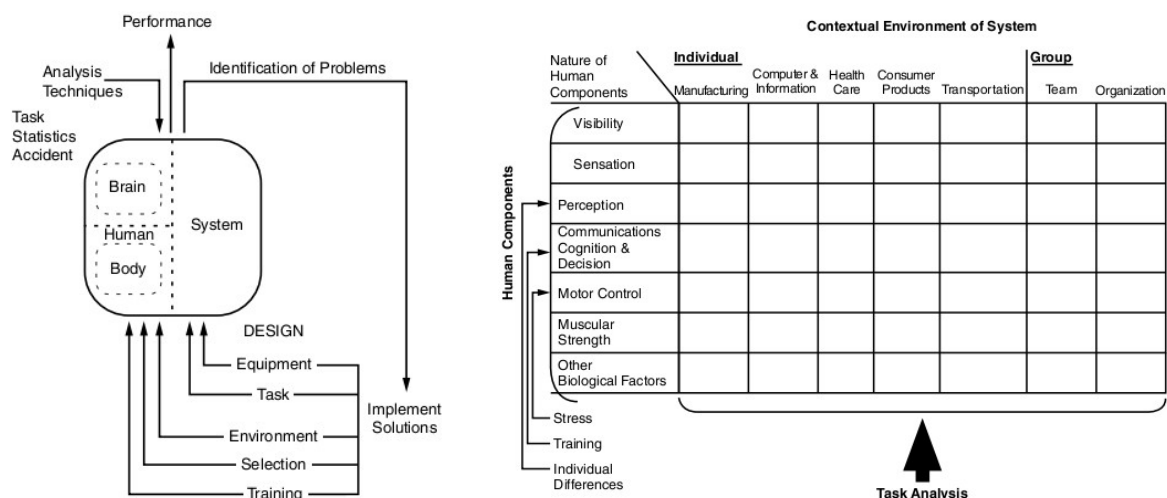 Performance
Analysis
Techniques
Identification of Problems
Task
Statistics
Accident
Brain
Human
Body
System
DESIGN
Equipment
Task
Environment
Selection
Training
Implement
Solutions
Contextual Environment of System
Nature of
Human
Components
Individual
Group
Manufacturing
Computer &
Information
Health
Care
Consumer
Products
Transportation
Team
Organization
Human Components
Visibility
Sensation
Perception
Communications
Cognition &
Decision
Motor Control
Muscular
Strength
Other
Biological Factors
Stress
Training
Individual
Differences
Task Analysis